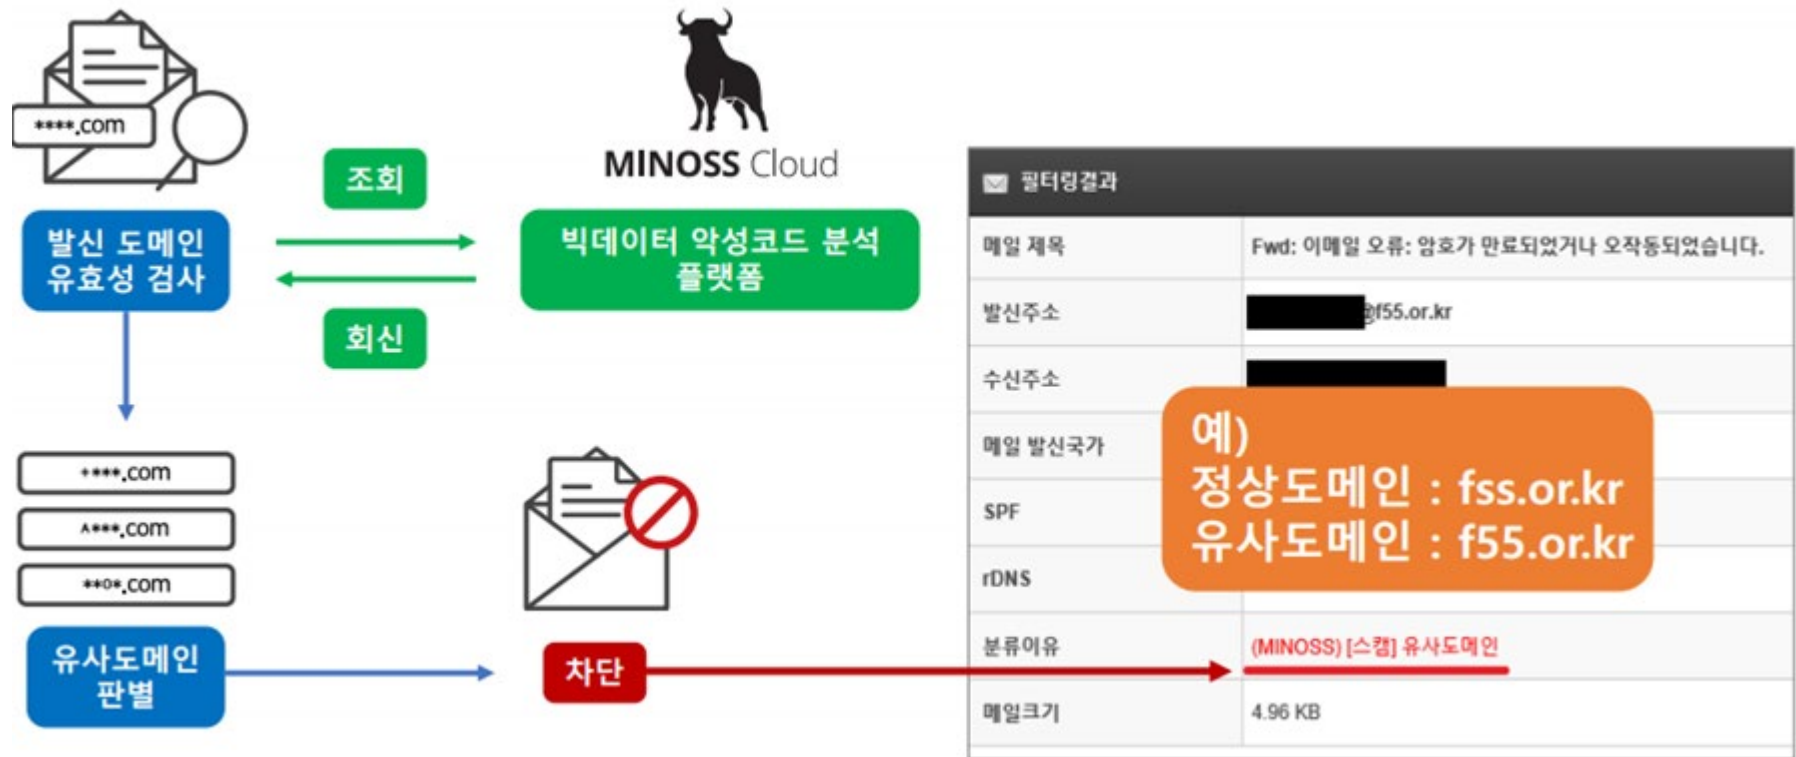 ****.com
MINOSS Cloud
조회
발신 도메인
유효성 검사
빅데이터 악성코드 분석
플랫폼
회신
+***.com
A***.com
**o*.com
유사도메인
판별
차단
필터링결과
메일 제목
Fwd: 이메일 오류: 암호가 만료되었거나 오작동되었습니다.
발신주소
@f55.or.kr
수신주소
메일 발신국가
SPF
rDNS
예)
정상도메인 : fss.or.kr
유사도메인 : f55.or.kr
분류이유
(MINOSS) [스캠] 유사도메인
메일크기
4.96 KB